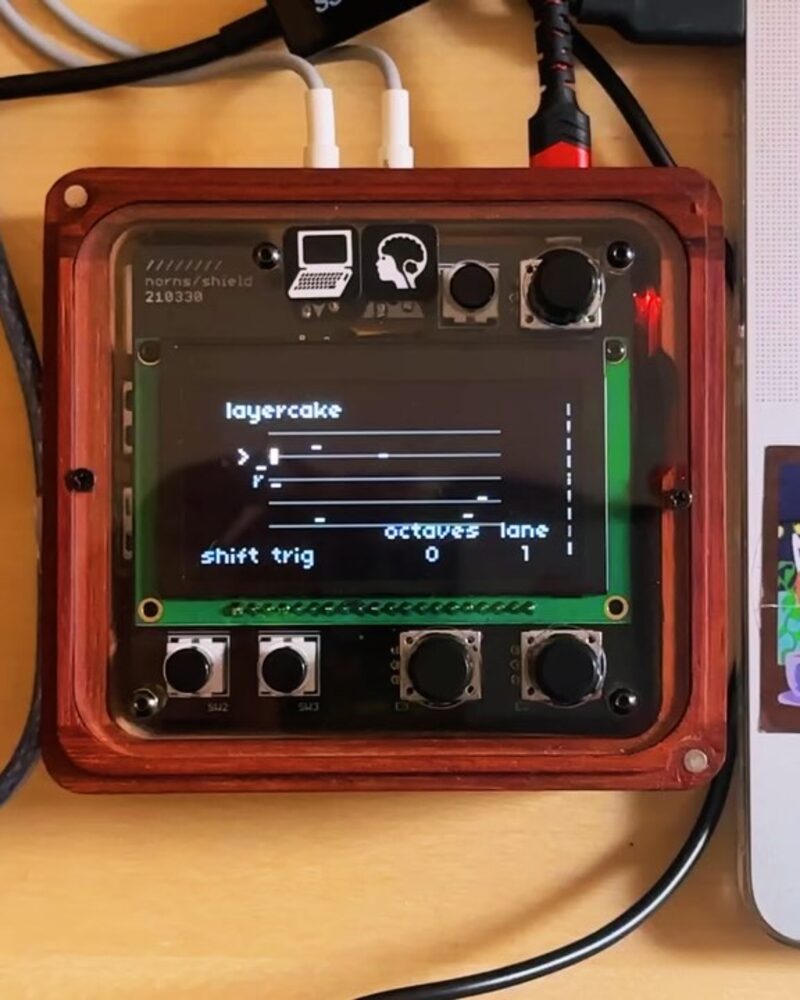 ////////
norns/shield
210330
layercake
>
r
octaves lane
shift trig 0 1
SW2 SW3